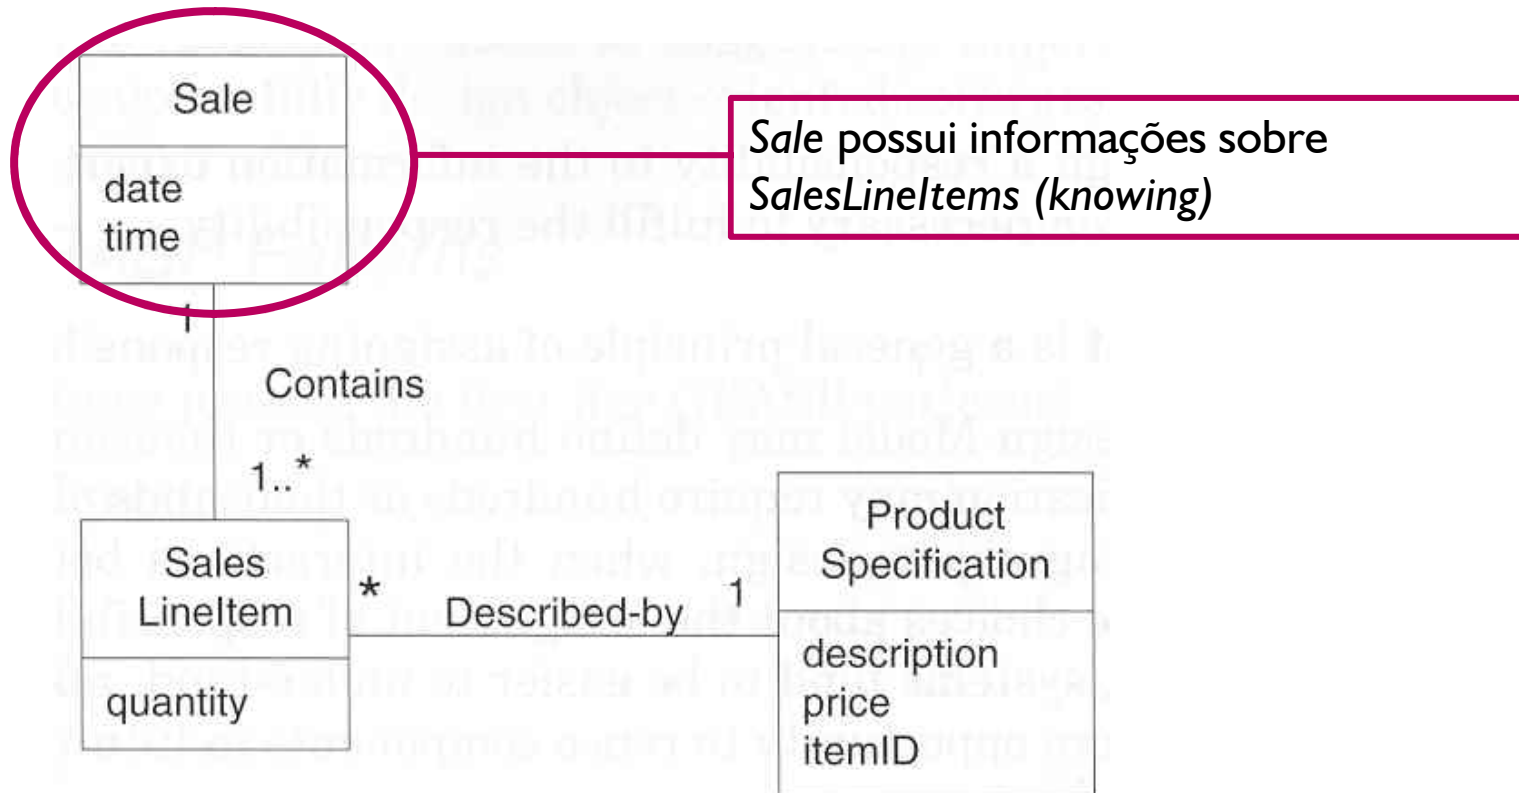 Sale
date
time
Sale possui informações sobre
SalesLineItems (knowing)
1
Contains
1..*
Sales
LineItem
quantity
*
Described-by
1
Product
Specification
description
price
itemID